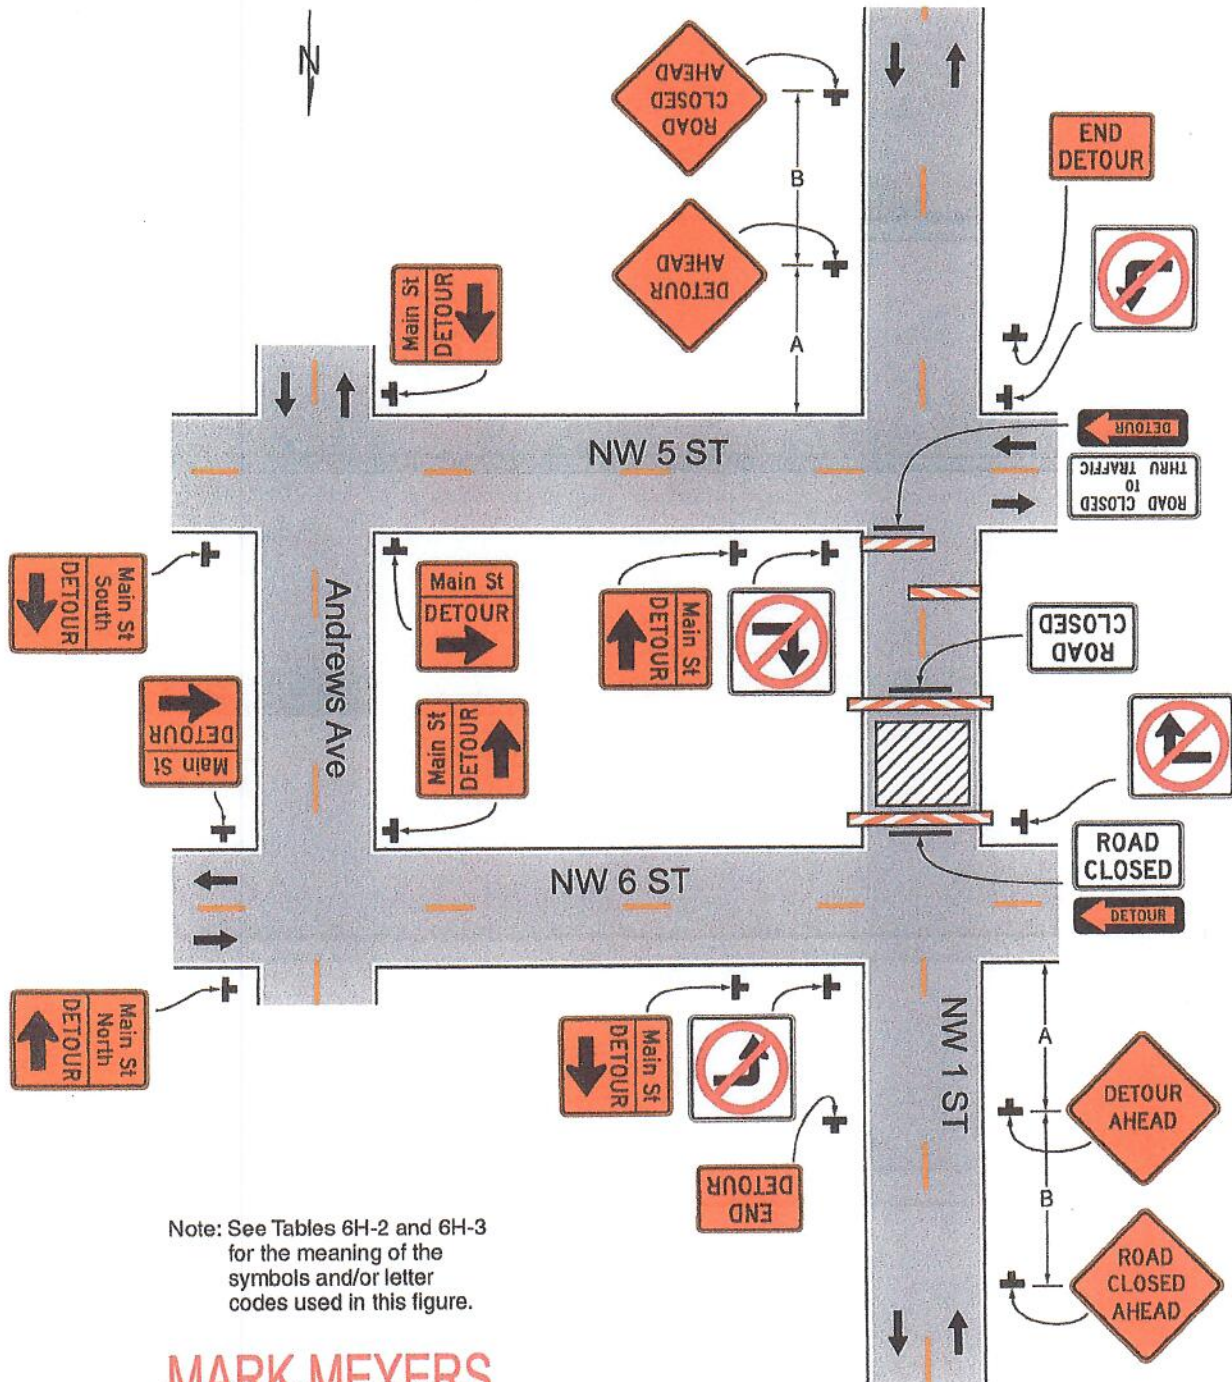 N
ROAD
CLOSED
AHEAD
B
DETOUR
AHEAD
A
END
DETOUR
Main St
DETOUR
NW 5 ST
DETOUR
ROAD CLOSED
TO
THRU TRAFFIC
Main St
South
DETOUR
Main St
DETOUR
Main St
DETOUR
ROAD
CLOSED
Andrews Ave
Main St
DETOUR
Main St
DETOUR
ROAD
CLOSED
DETOUR
NW 6 ST
Main St
North
DETOUR
Main St
DETOUR
NW 1 ST
A
DETOUR
AHEAD
B
END
DETOUR
ROAD
CLOSED
AHEAD
Note: See Tables 6H-2 and 6H-3
for the meaning of the
symbols and/or letter
codes used in this figure.
MARK MEYERS